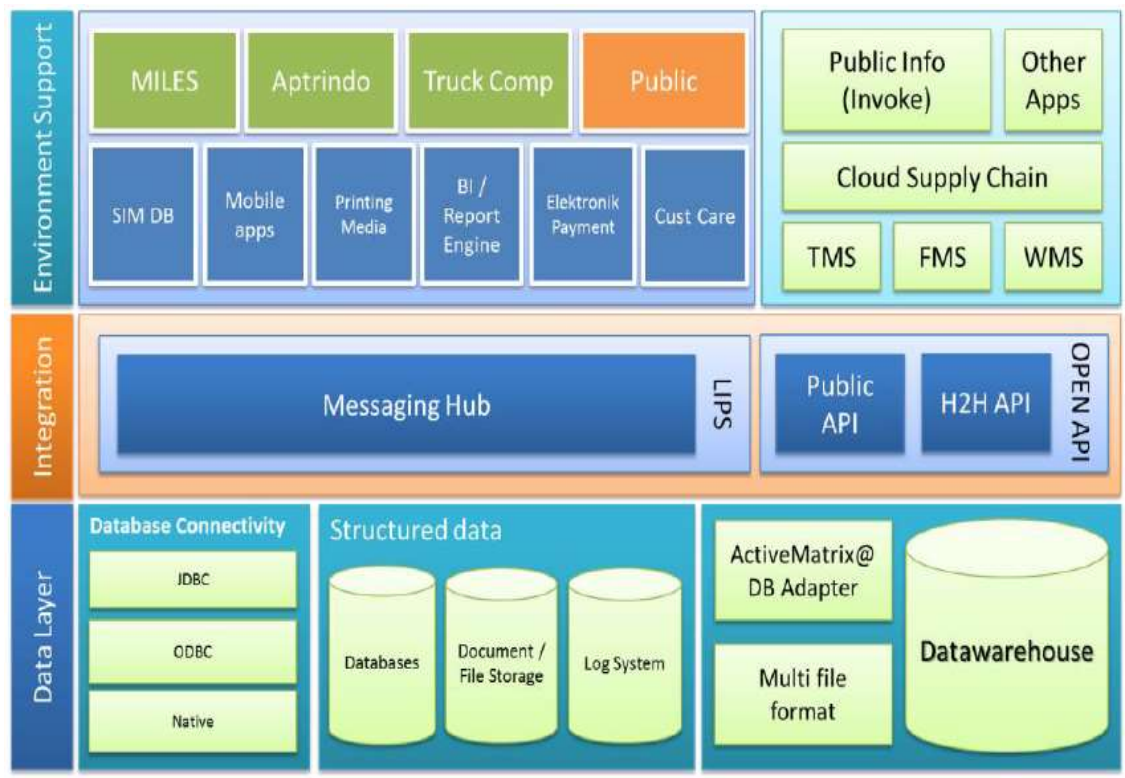 Environment Support
MILES
Aptrindo
Truck Comp
Public
SIM DB
Mobile
apps
Printing
Media
BI /
Report
Engine
Elektronik
Payment
Cust Care
Public Info
(Invoke)
Other
Apps
Cloud Supply Chain
TMS
FMS
WMS
Integration
Messaging Hub
LIPS
Public
API
H2H API
OPEN API
Data Layer
Database Connectivity
JDBC
ODBC
Native
Structured data
Databases
Document /
File Storage
Log System
ActiveMatrix@
DB Adapter
Multi file
format
Datawarehouse